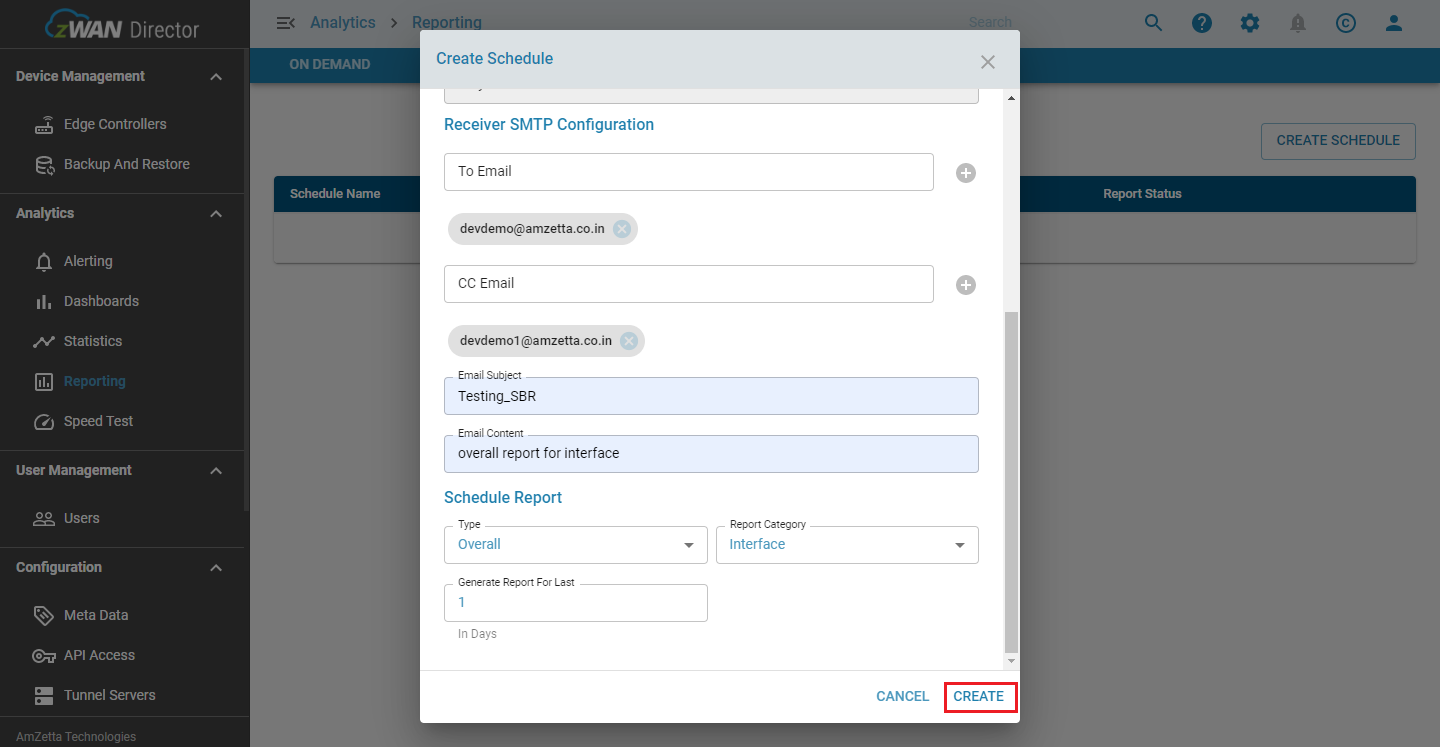 zWAN Director
Analytics > Reporting
Search
Device Management
Edge Controllers
Backup And Restore
Analytics
Alerting
Dashboards
Statistics
Reporting
Speed Test
User Management
Users
Configuration
Meta Data
API Access
Tunnel Servers
AmZetta Technologies
ON DEMAND
CREATE SCHEDULE
Schedule Name
Report Status
Create Schedule
Receiver SMTP Configuration
To Email
devdemo@amzetta.co.in
CC Email
devdemo1@amzetta.co.in
Email Subject
Testing_SBR
Email Content
overall report for interface
Schedule Report
Type
Overall
Report Category
Interface
Generate Report For Last
1
In Days
CANCEL
CREATE